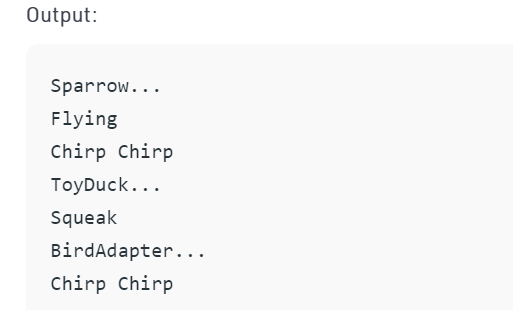 Output:
Sparrow...
Flying
Chirp Chirp
ToyDuck...
Squeak
BirdAdapter...
Chirp Chirp